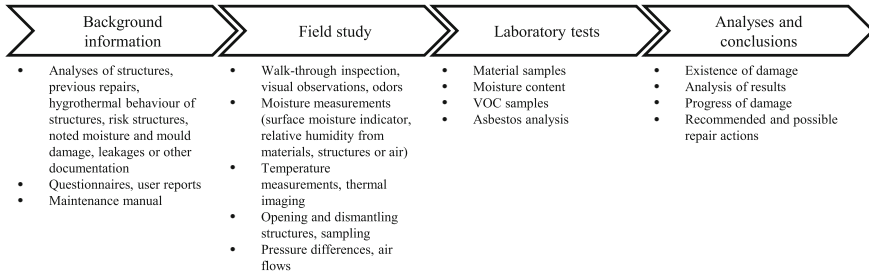 Background
information
• Analyses of structures,
previous repairs,
hygrothermal behaviour of
structures, risk structures,
noted moisture and mould
damage, leakages or other
documentation
• Questionnaires, user reports
• Maintenance manual
Field study
• Walk-through inspection,
visual observations, odors
• Moisture measurements
(surface moisture indicator,
relative humidity from
materials, structures or air)
• Temperature
measurements, thermal
imaging
• Opening and dismantling
structures, sampling
• Pressure differences, air
flows
Laboratory tests
• Material samples
• Moisture content
• VOC samples
• Asbestos analysis
Analyses and
conclusions
• Existence of damage
• Analysis of results
• Progress of damage
• Recommended and possible
repair actions